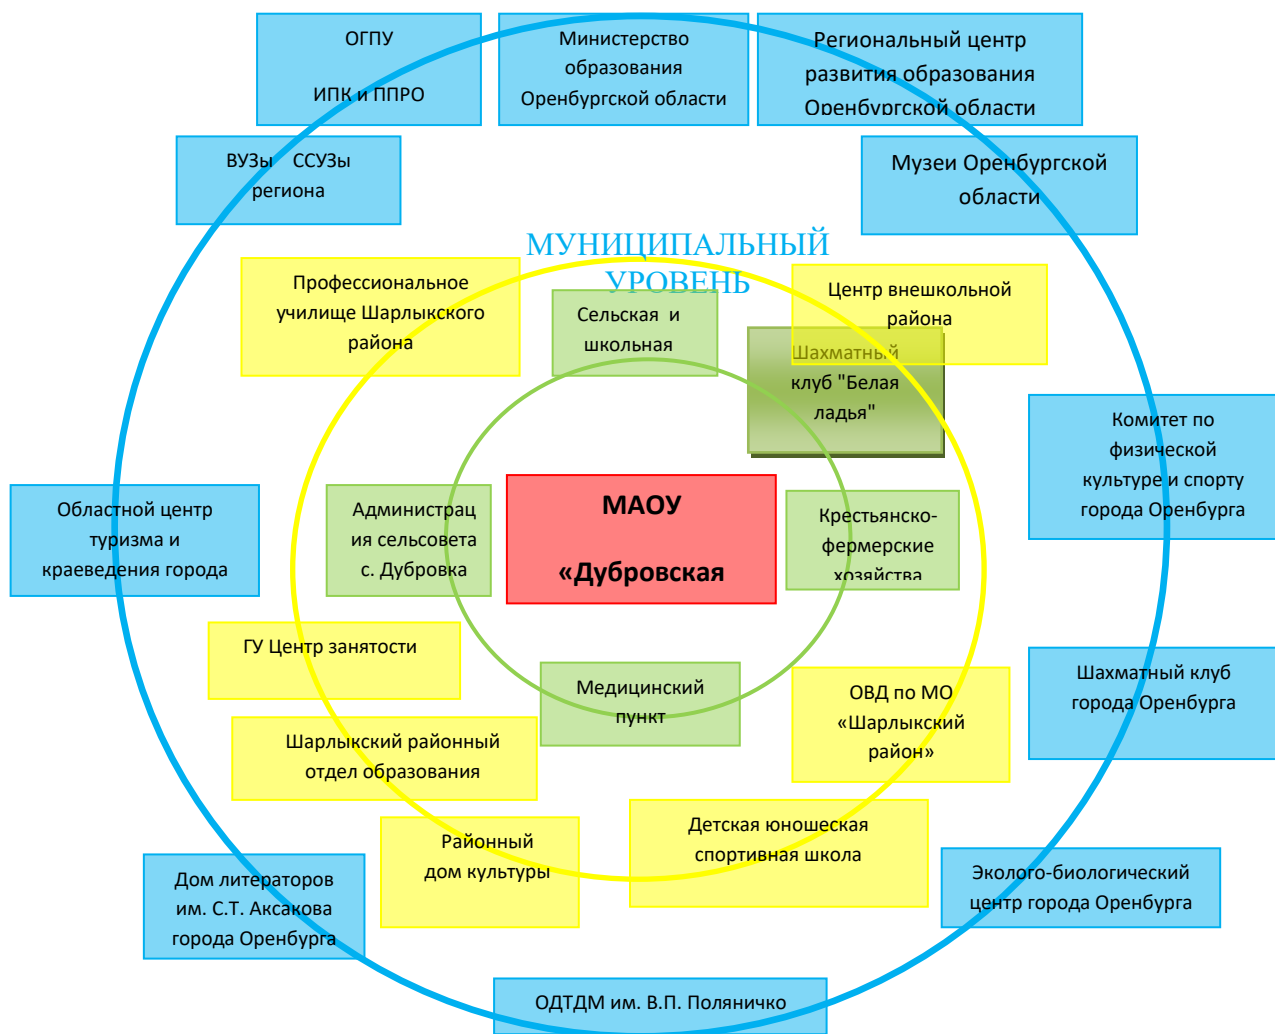 ОГПУ
ИПК и ППРО
Министерство
образования
Оренбургской области
Региональный центр
развития образования
Оренбургской области
ВУЗы ССУЗы
региона
Музеи Оренбургской
области
МУНИЦИПАЛЬНЫЙ
УРОВЕНЬ
Профессиональное
училище Шарлыкского
района
Сельская и
школьная
Центр внешкольной
района
Шахматный
клуб "Белая
ладья"
Комитет по
физической
культуре и спорту
города Оренбурга
Областной центр
туризма и
краеведения города
Администрац
ия сельсовета
с. Дубровка
МАОУ
«Дубровская
Крестьянско-
фермерские
хозяйства
ГУ Центр занятости
Медицинский
пункт
ОВД по МО
«Шарлыкский
район»
Шахматный клуб
города Оренбурга
Шарлыкский районный
отдел образования
Районный
дом культуры
Детская юношеская
спортивная школа
Дом литераторов
им. С.Т. Аксакова
города Оренбурга
Эколого-биологический
центр города Оренбурга
ОДТДМ им. В.П. Поляничко